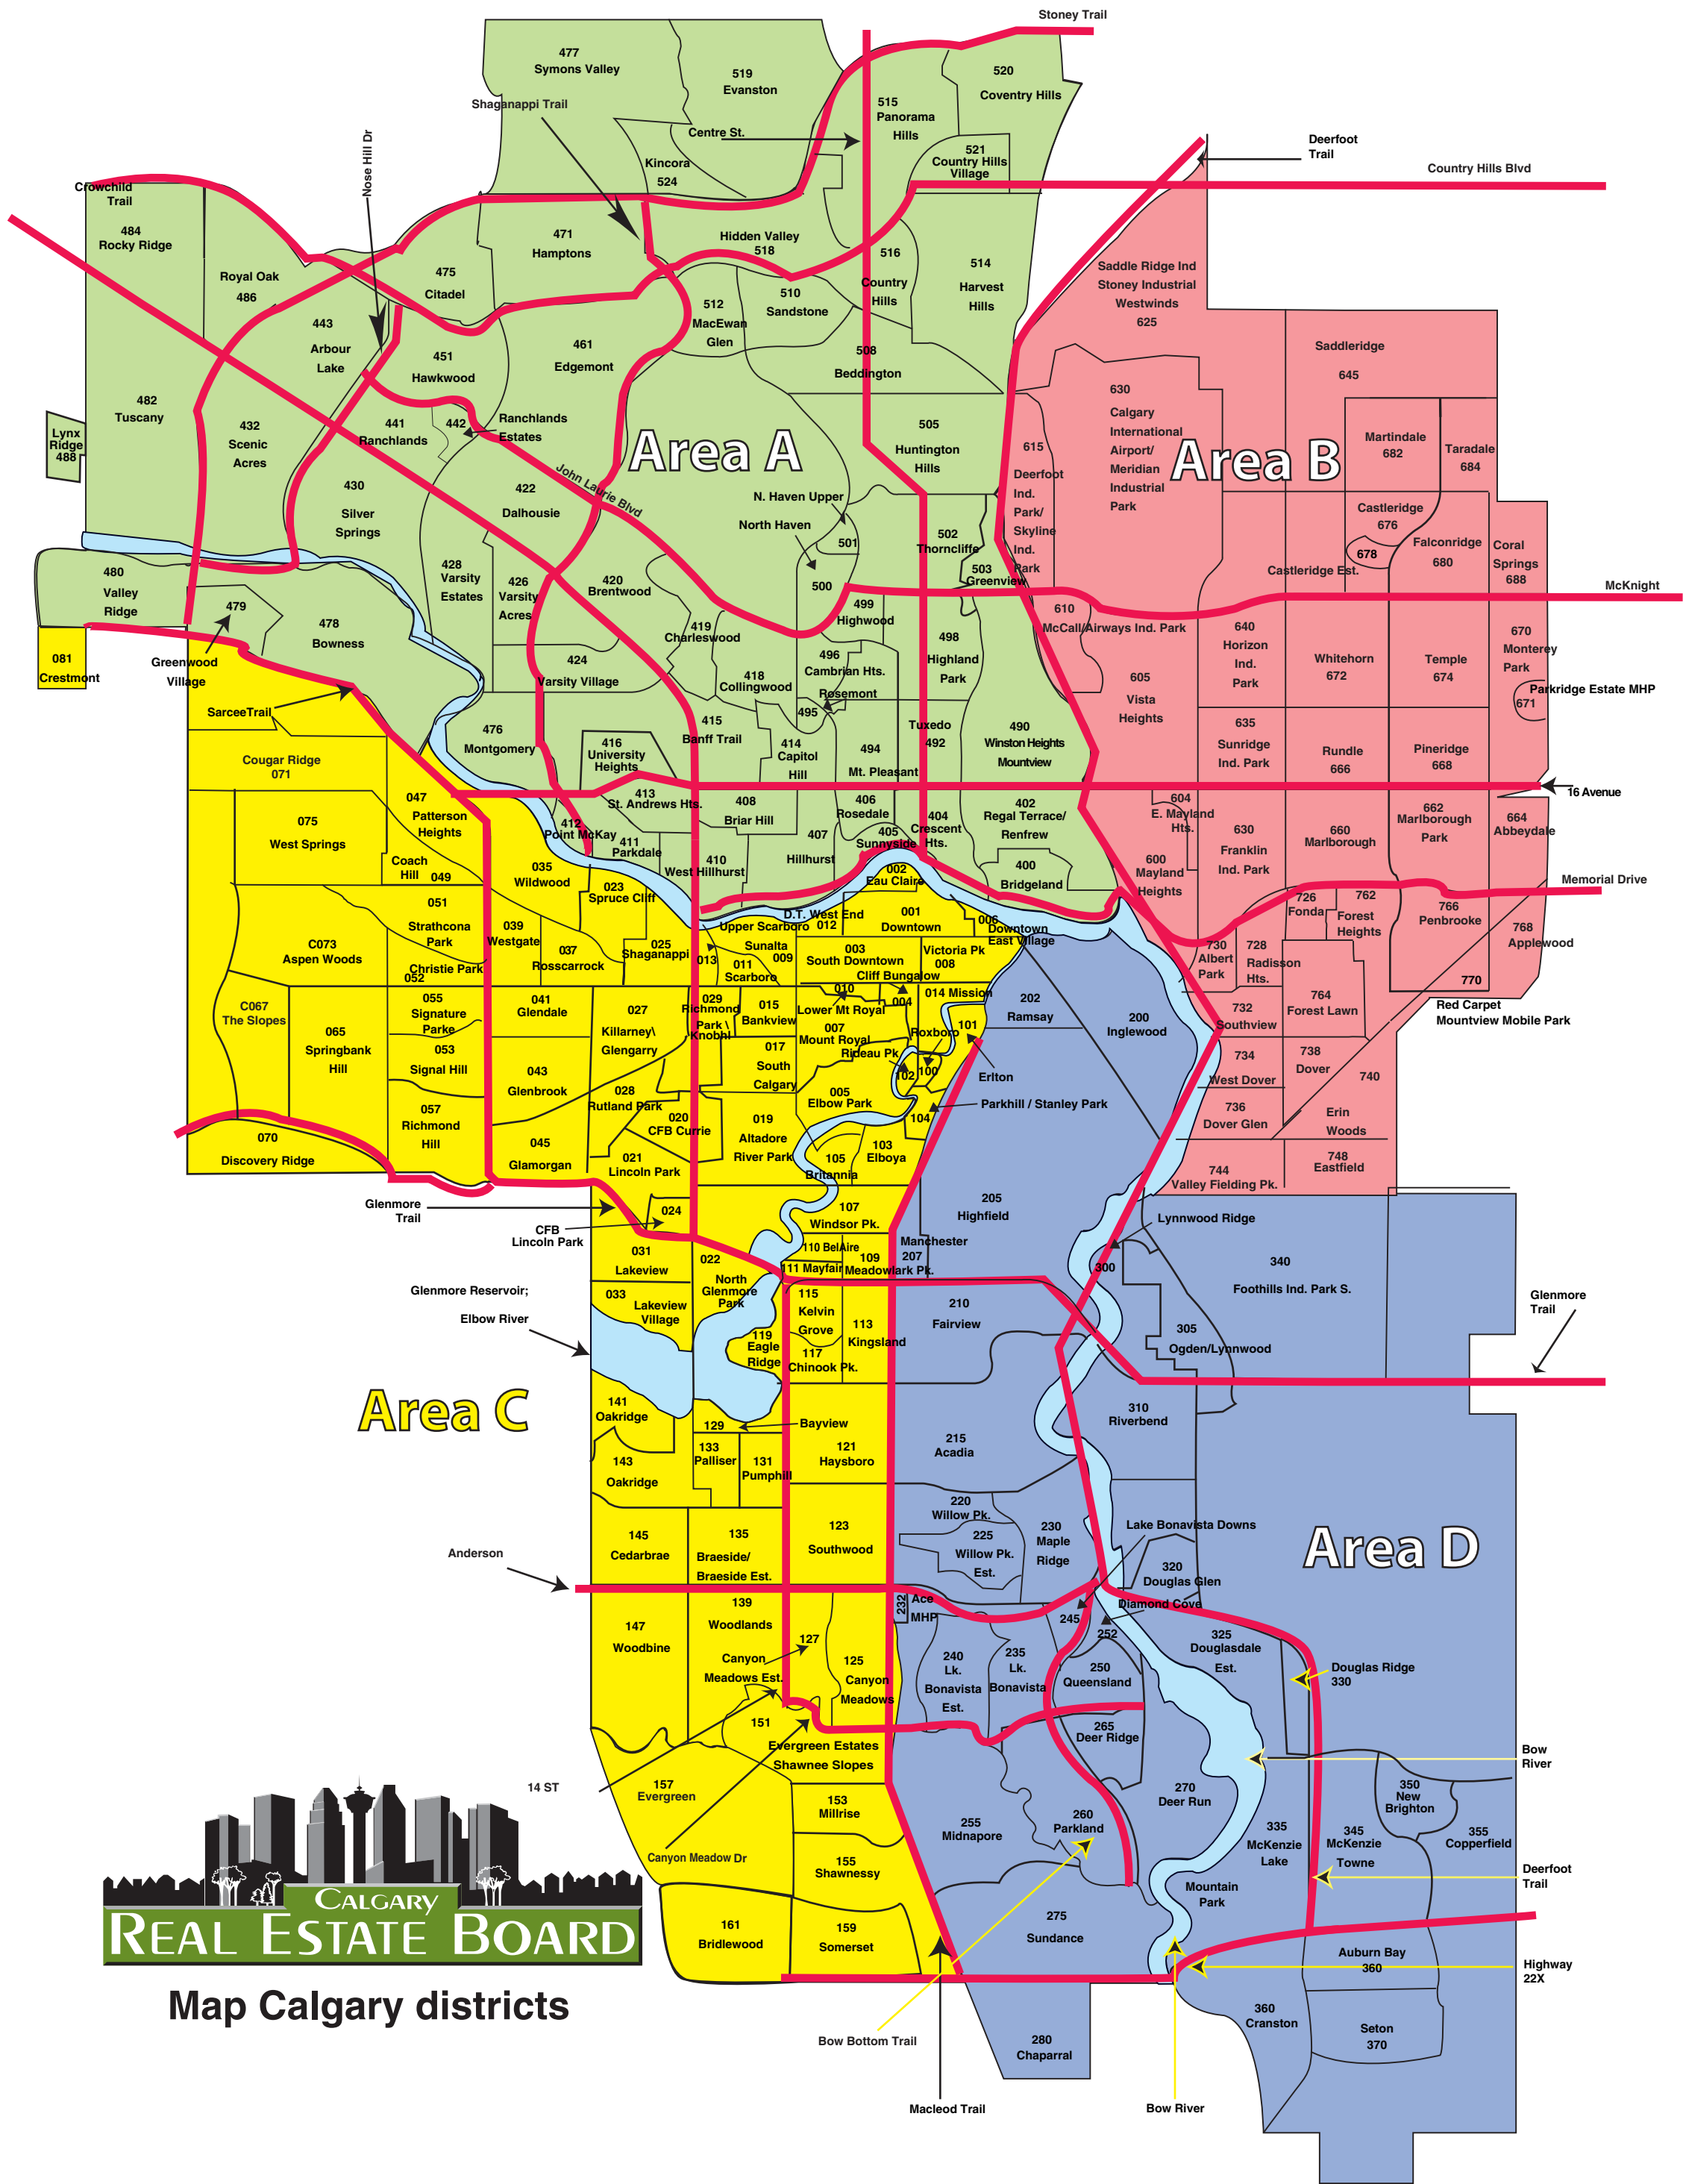 Stoney Trail
477
Symons Valley
519
Evanston
520
Coventry Hills
Shaganappi Trail
515
Panorama
Hills
Centre St.
521
Country Hills
Village
Deerfoot
Trail
Country Hills Blvd
Nose Hill Dr
Kincora
524
Crowchild
Trail
484
Rocky Ridge
Royal Oak
486
475
Citadel
471
Hamptons
Hidden Valley
518
516
Country
Hills
514
Harvest
Hills
Saddle Ridge Ind
Stoney Industrial
Westwinds
625
443
Arbour
Lake
451
Hawkwood
461
Edgemont
512
MacEwan
Glen
510
Sandstone
508
Beddington
Saddleridge
645
482
Tuscany
Lynx
Ridge
488
432
Scenic
Acres
441
Ranchlands
442
Ranchlands
Estates
Area A
505
Huntington
Hills
615
Deerfoot
Ind.
Park/
Skyline
Ind.
Park
630
Calgary
International
Airport/
Meridian
Industrial
Park
Area B
Martindale
682
Taradale
684
430
Silver
Springs
422
Dalhousie
John Laurie Blvd
N. Haven Upper
North Haven
501
500
502
Thorncliffe
503
Greenview
Castleridge
676
678
Castleridge Est.
Falconridge
680
Coral
Springs
688
McKnight
480
Valley
Ridge
479
Greenwood
Village
478
Bowness
428
Varsity
Estates
426
Varsity
Acres
420
Brentwood
419
Charleswood
499
Highwood
498
Highland
Park
610
McCall/Airways Ind. Park
640
Horizon
Ind.
Park
670
Monterey
Park
Parkridge Estate MHP
671
081
Crestmont
SarceeTrail
424
Varsity Village
418
Collingwood
496
Cambrian Hts.
Rosemont
495
605
Vista
Heights
Whitehorn
672
Temple
674
476
Montgomery
416
University
Heights
415
Banff Trail
414
Capitol
Hill
494
Mt. Pleasant
Tuxedo
492
490
Winston Heights
Mountview
635
Sunridge
Ind. Park
Rundle
666
Pineridge
668
16 Avenue
Cougar Ridge
071
047
Patterson
Heights
075
West Springs
Coach
Hill 049
412
Point McKay
413
St. Andrews Hts.
411
Parkdale
408
Briar Hill
410
West Hillhurst
407
Hillhurst
406
Rosedale
405
Sunnyside
404
Crescent
Hts.
402
Regal Terrace/
Renfrew
400
Bridgeland
604
E. Mayland
Hts.
600
Mayland
Heights
630
Franklin
Ind. Park
660
Marlborough
662
Marlborough
Park
664
Abbeydale
Memorial Drive
035
Wildwood
023
Spruce Cliff
002
Eau Claire
D.T. West End
012
001
Downtown
006
Downtown
East Village
726
Fonda
762
Forest
Heights
766
Penbrooke
768
Applewood
051
Strathcona
Park
C073
Aspen Woods
Christie Park
052
039
Westgate
037
Rosscarrock
025
Shaganappi
Upper Scarboro
013
011
Scarboro
Sunalta
009
003
South Downtown
Victoria Pk
008
Cliff Bungalow
730
Albert
Park
728
Radisson
Hts.
770
Red Carpet
Mountview Mobile Park
C067
The Slopes
065
Springbank
Hill
055
Signature
Parke
053
Signal Hill
041
Glendale
027
Killarney\
Glengarry
029
Richmond
Park \
Knobhl
015
Bankview
010
Lower Mt Royal
004
014 Mission
007
Mount Royal
Rideau Pk
Roxboro
101
102
100
Erlton
202
Ramsay
200
Inglewood
732
Southview
764
Forest Lawn
043
Glenbrook
017
South
Calgary
005
Elbow Park
Parkhill / Stanley Park
104
734
West Dover
738
Dover
740
Erin
Woods
736
Dover Glen
057
Richmond
Hill
028
Rutland Park
020
CFB Currie
019
Altadore
River Park
103
Elboya
105
Britannia
070
Discovery Ridge
045
Glamorgan
021
Lincoln Park
744
Valley Fielding Pk.
748
Eastfield
Glenmore
Trail
CFB
Lincoln Park
024
107
Windsor Pk.
205
Highfield
Lynnwood Ridge
031
Lakeview
022
North
Glenmore
Park
110 BelAire
111 Mayfair
109
Meadowlark Pk.
Manchester
207
300
340
Foothills Ind. Park S.
Glenmore Reservoir;
Elbow River
033
Lakeview
Village
119
Eagle
Ridge
115
Kelvin
Grove
117
Chinook Pk.
113
Kingsland
210
Fairview
305
Ogden/Lynnwood
Glenmore
Trail
Area C
141
Oakridge
129
Bayview
143
Oakridge
133
Palliser
131
Pumphill
121
Haysboro
215
Acadia
310
Riverbend
145
Cedarbrae
135
Braeside/
Braeside Est.
123
Southwood
220
Willow Pk.
225
Willow Pk.
Est.
230
Maple
Ridge
Lake Bonavista Downs
320
Douglas Glen
Diamond Cove
Area D
Anderson
147
Woodbine
139
Woodlands
Canyon
Meadows Est.
127
125
Canyon
Meadows
232
Ace
MHP
240
Lk.
Bonavista
Est.
235
Lk.
Bonavista
245
252
250
Queensland
325
Douglasdale
Est.
Douglas Ridge
330
151
Evergreen Estates
Shawnee Slopes
265
Deer Ridge
Bow
River
14 ST
157
Evergreen
Canyon Meadow Dr
153
Millrise
155
Shawnessy
255
Midnapore
260
Parkland
270
Deer Run
335
McKenzie
Lake
Mountain
Park
345
McKenzie
Towne
350
New
Brighton
355
Copperfield
Deerfoot
Trail
161
Bridlewood
159
Somerset
275
Sundance
Auburn Bay
360
Highway
22X
CALGARY
REAL ESTATE BOARD
Map Calgary districts
Bow Bottom Trail
280
Chaparral
360
Cranston
Seton
370
Macleod Trail
Bow River